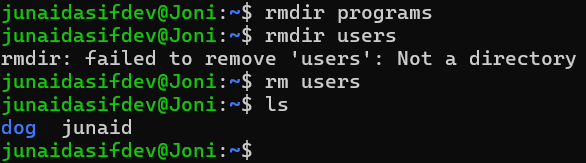 junaidasifdev@Joni:~$ rmdir programs
junaidasifdev@Joni:~$ rmdir users
rmdir: failed to remove 'users': Not a directory
junaidasifdev@Joni:~$ rm users
junaidasifdev@Joni:~$ ls
dog  junaid
junaidasifdev@Joni:~$